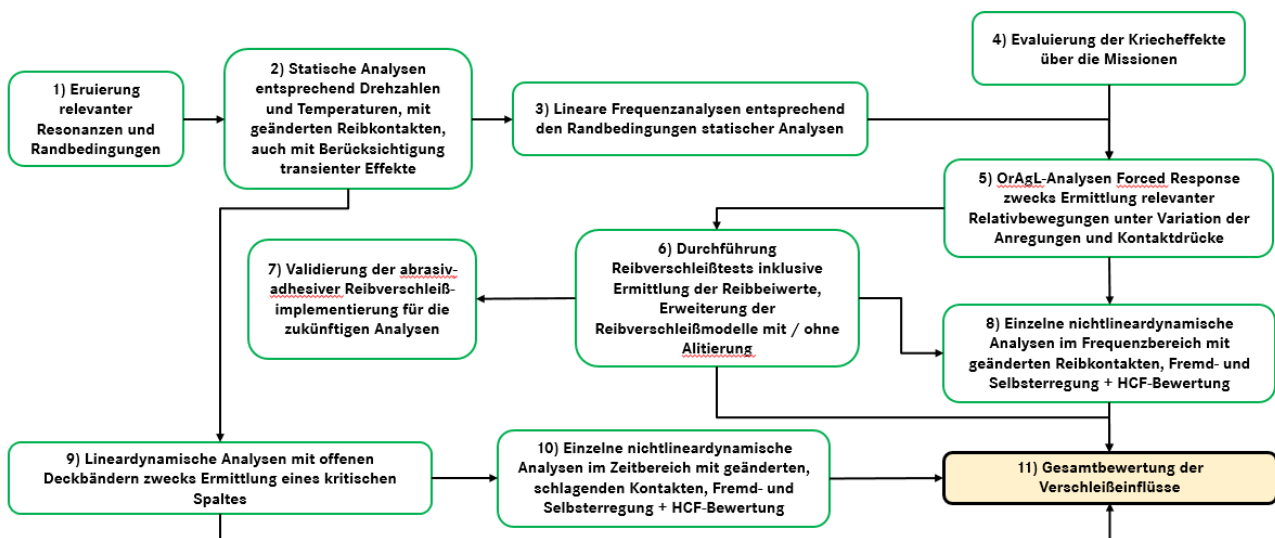 1) Eruierung
relevanter
Resonanzen und
Randbedingungen
2) Statische Analysen
entsprechend Drehzahlen
und Temperaturen, mit
geänderten Reibkontakten,
auch mit Berücksichtigung
transienter Effekte
3) Lineare Frequenzanalysen entsprechend
den Randbedingungen statischer Analysen
4) Evaluierung der Kriecheffekte
über die Missionen
5) OrAgL-Analysen Forced Response
zwecks Ermittlung relevanter
Relativbewegungen unter Variation der
Anregungen und Kontaktdrücke
6) Durchführung
Reibverschleißtests inklusive
Ermittlung der Reibbeiwerte,
Erweiterung der
Reibverschleißmodelle mit / ohne
Alitierung
7) Validierung der abrasiv-
adhesiver Reibverschleiß-
implementierung für die
zukünftigen Analysen
8) Einzelne nichtlineardynamische
Analysen im Frequenzbereich mit
geänderten Reibkontakten, Fremd- und
Selbsterregung + HCF-Bewertung
9) Lineardynamische Analysen mit offenen
Deckbändern zwecks Ermittlung eines kritischen
Spaltes
10) Einzelne nichtlineardynamische
Analysen im Zeitbereich mit geänderten,
schlagenden Kontakten, Fremd- und
Selbsterregung + HCF-Bewertung
11) Gesamtbewertung der
Verschleißeinflüsse